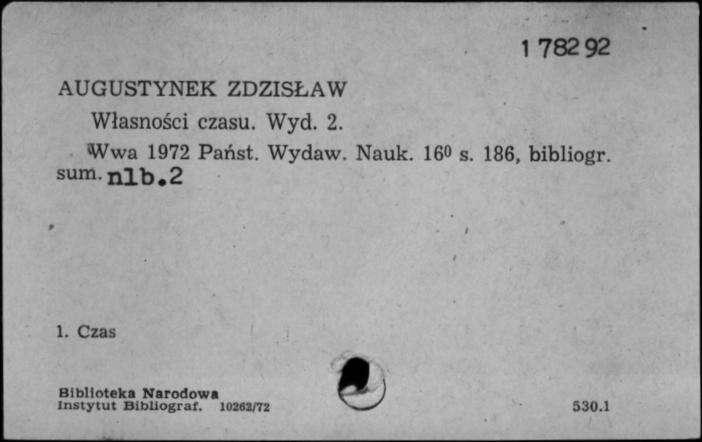 1 782 92
AUGUSTYNEK ZDZISŁAW
Własności czasu. Wyd. 2.
Wwa 1972 Państ. Wydaw. Nauk. 16⁰ s. 186, bibliogr.
sum. nlb.2
1. Czas
Biblioteka Narodowa
Instytut Bibliograf. 10262/72
530.1